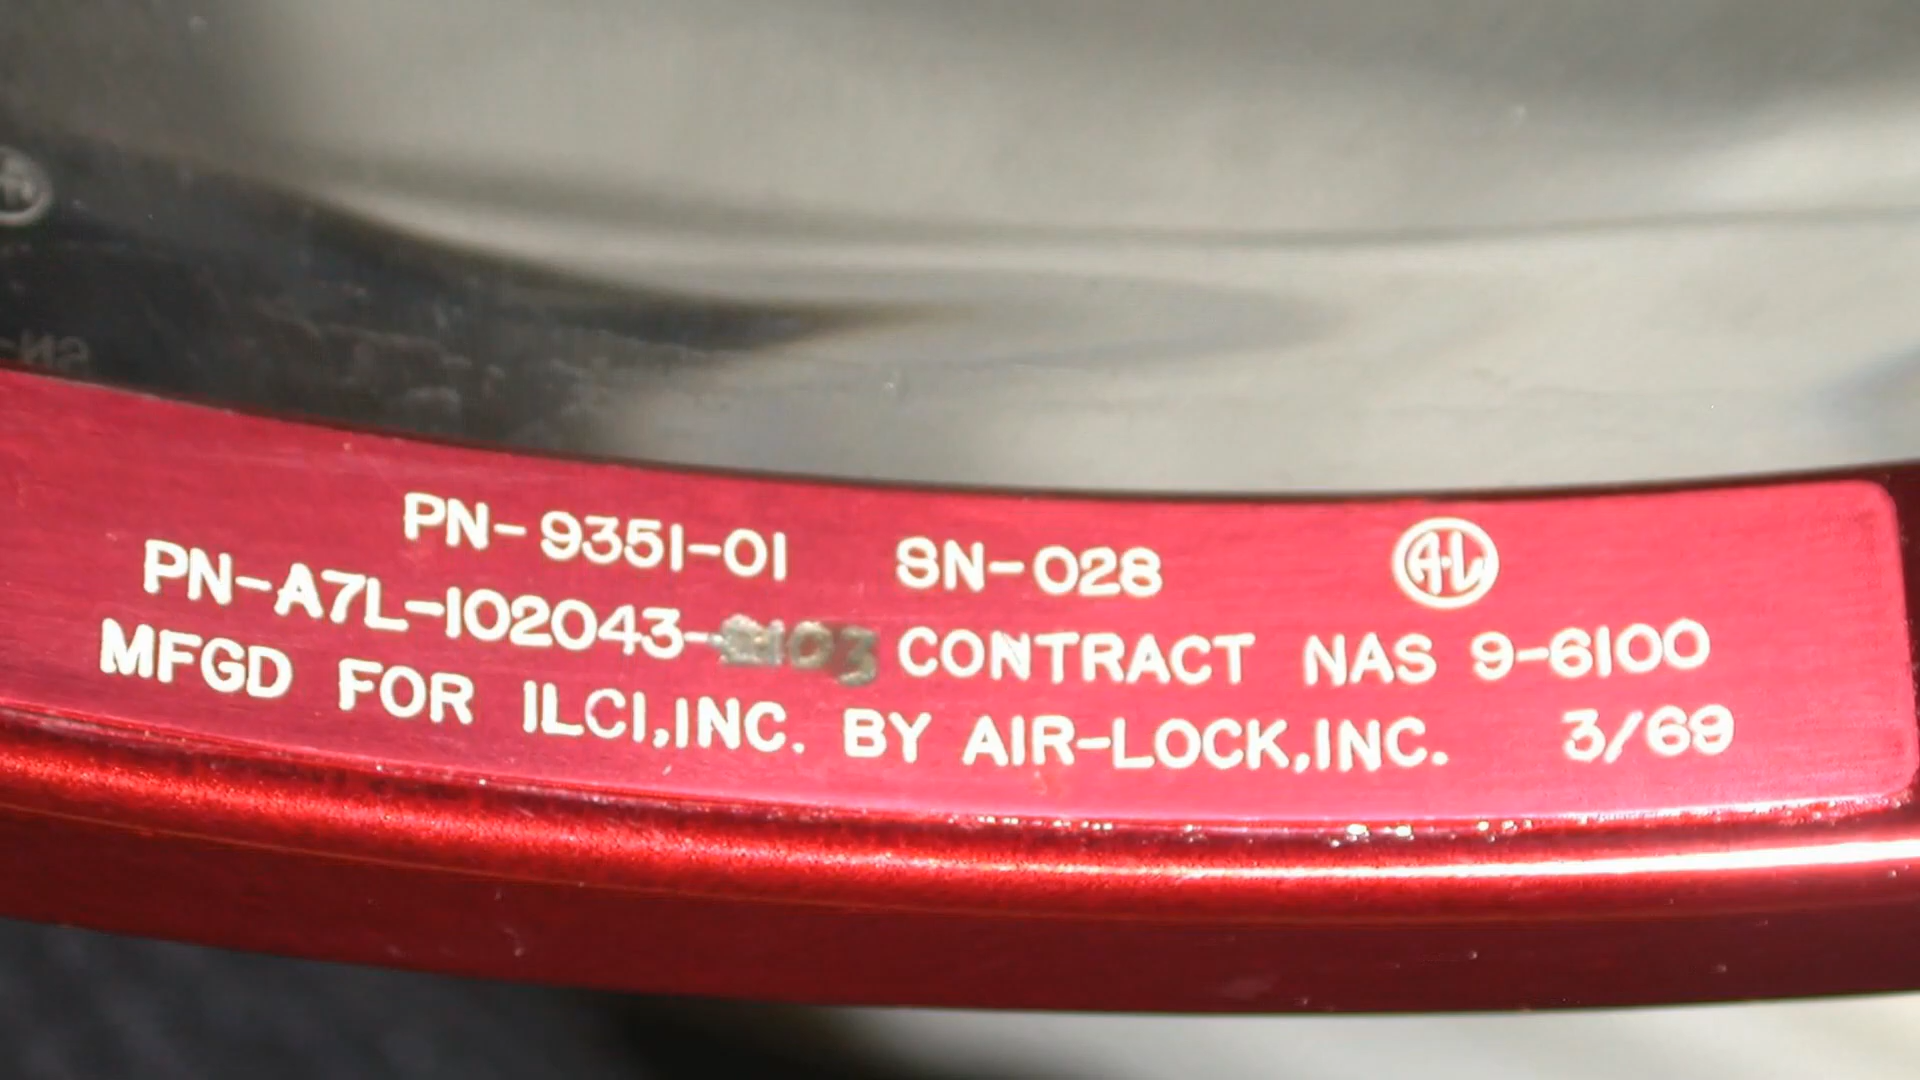 PN-9351-01 SN-028 A-L
PN-A7L-102043- CONTRACT NAS 9-6100
MFGD FOR ILCI,INC. BY AIR-LOCK,INC. 3/69